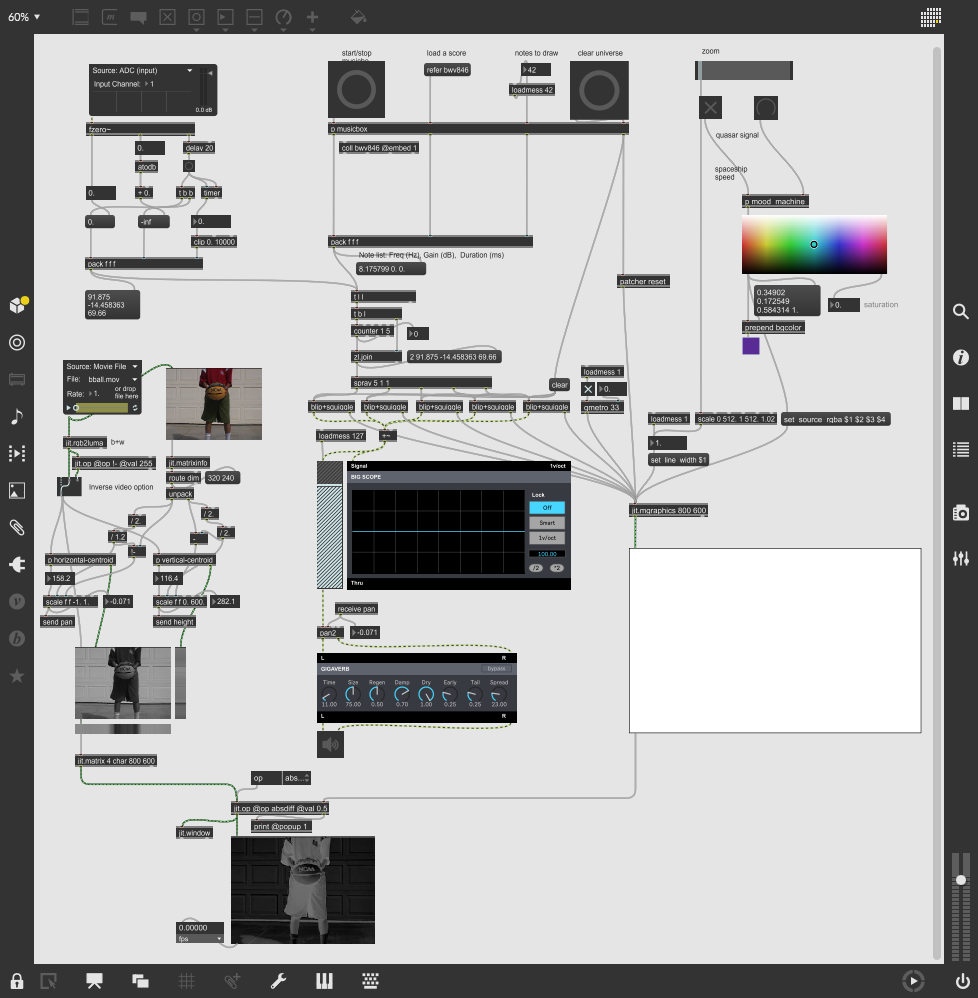 60%
start/stop
load a score
notes to draw
clear universe
zoom
Source: ADC (input)
Input Channel: 1
0.0 dB
refer bwv846
42
loadmess 42
fzero~
p musicbox
0.
delay 20
coll bwv846 @embed 1
quasar signal
atodb
spaceship
speed
0.
+ 0.
t b b
timer
p mood_machine
0.
-inf
0.
clip 0. 10000
pack f f f
pack f f f
Note list: Freq (Hz), Gain (dB), Duration (ms)
8.175799 0. 0.
patcher reset
91.875
-14.458363
69.66
t l l
t b l
counter 1 5
0
zl.join
2 91.875 -14.458363 69.66
0.34902
0.172549
0.584314 1.
0.
saturation
prepend bgcolor
Source: Movie File
File:
bball.mov
Rate: 1.
or drop
file here
spray 5 1 1
clear
loadmess 1
0.
qmetro 33
blip+squiggle
blip+squiggle
blip+squiggle
blip+squiggle
blip+squiggle
loadmess 1
scale 0 512. 1 512. 1.02
set_source_rgba $1 $2 $3 $4
jit.rgb2luma
b+w
loadmess 127
+~
1.
jit.op @op !- @val 255
jit.matrixinfo
set_line_width $1
Signal
1v/oct
BIG SCOPE
route dim
320 240
Inverse video option
unpack
Lock
Off
Smart
1v/oct
100.00
/2
*2
Thru
jit.mgraphics 800 600
/ 2.
/ 2.
/ 1.2
/ 2.
!-
-
p horizontal-centroid
p vertical-centroid
158.2
116.4
scale f f -1. 1.
-0.071
scale f f 0. 600.
282.1
send pan
send height
receive pan
pan2
-0.071
L
R
GIGAVERB
bypass
Time
Size
Regen
Damp
Dry
Early
Tail
Spread
11.00
75.00
0.50
0.70
1.00
0.25
0.25
23.00
L
R
jit.matrix 4 char 800 600
op
abs...
jit.op @op absdiff @val 0.5
print @popup 1
jit.window
NCAA
0.00000
fps